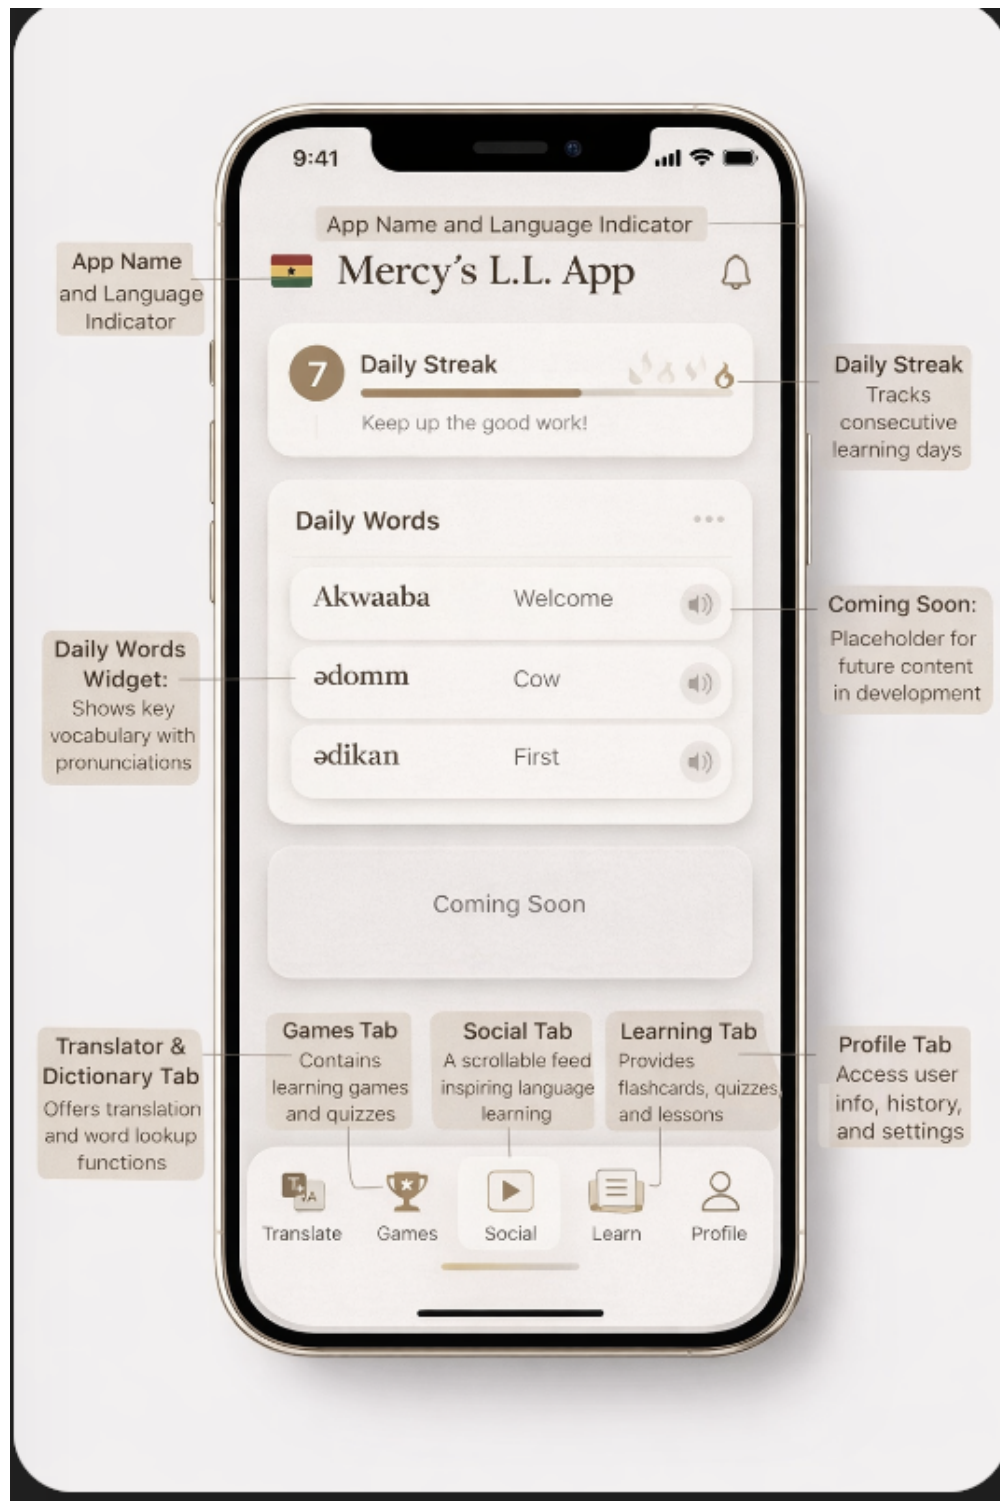 9:41
App Name and Language Indicator
App Name
and Language
Indicator
Mercy's L.L. App
7
Daily Streak
Keep up the good work!
Daily Streak
Tracks
consecutive
learning days
Daily Words
Akwaaba Welcome
ədomm Cow
ədikan First
Daily Words
Widget:
Shows key
vocabulary with
pronunciations
Coming Soon:
Placeholder for
future content
in development
Coming Soon
Translator &
Dictionary Tab
Offers translation
and word lookup
functions
Games Tab
Contains
learning games
and quizzes
Social Tab
A scrollable feed
inspiring language
learning
Learning Tab
Provides
flashcards, quizzes,
and lessons
Profile Tab
Access user
info, history,
and settings
Translate
Games
Social
Learn
Profile